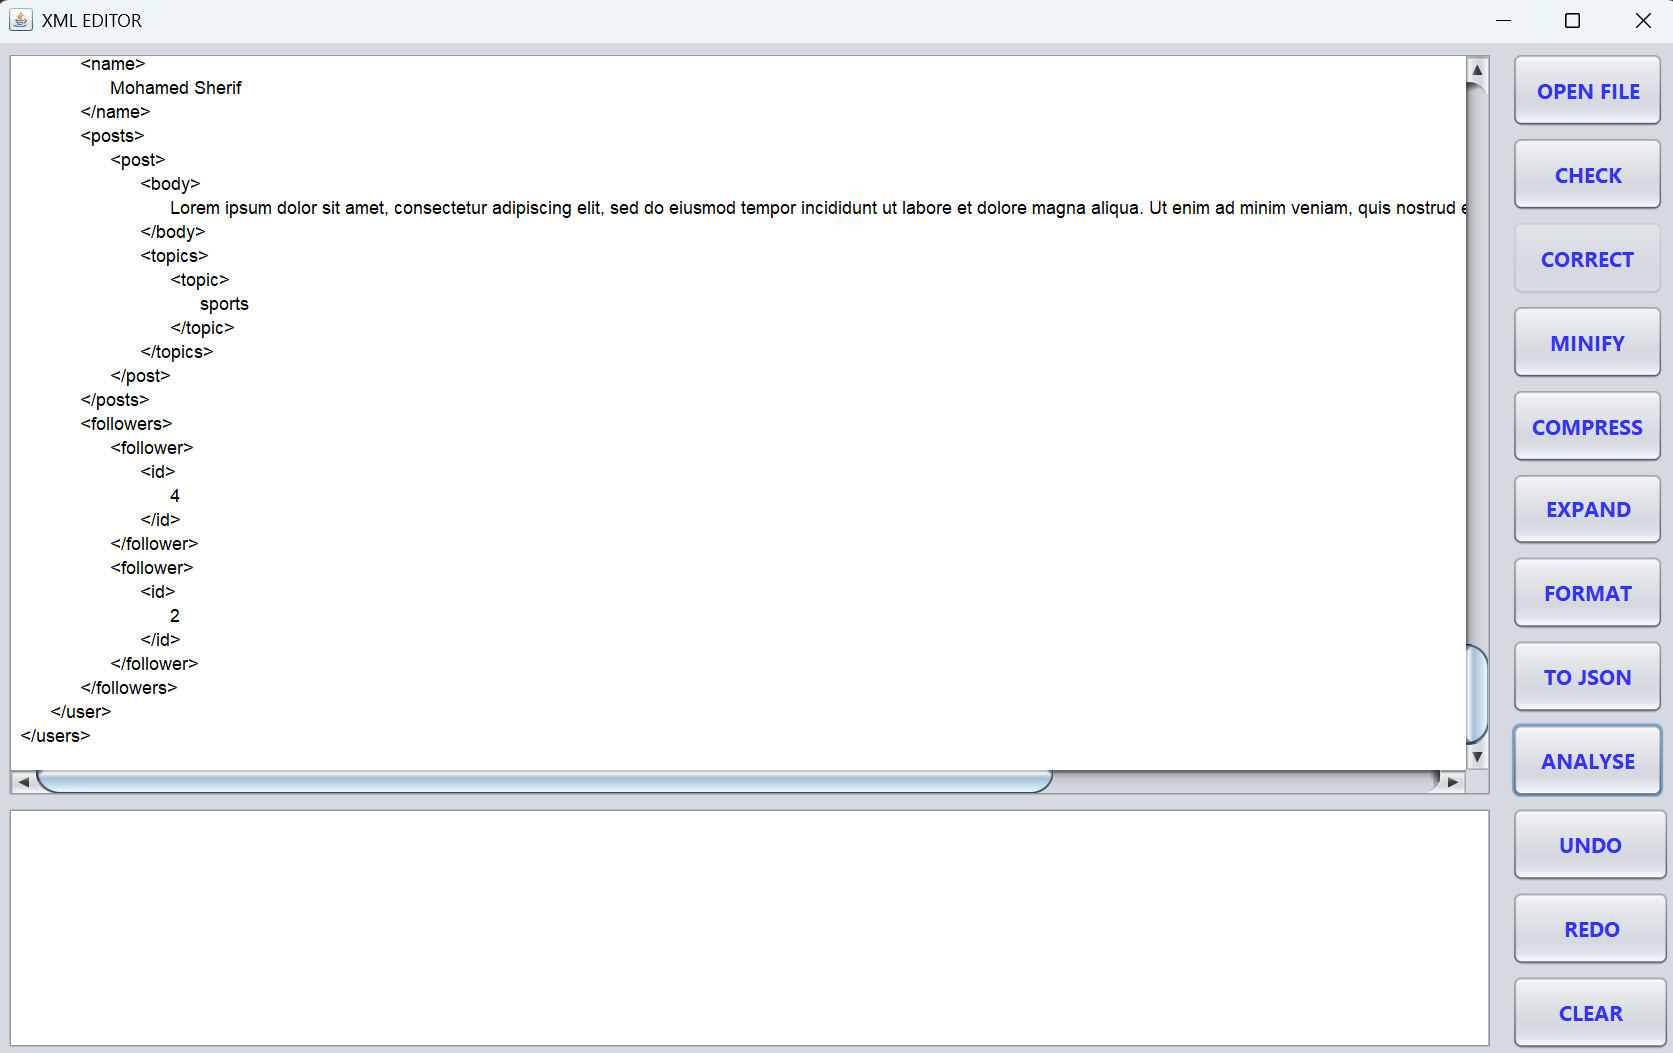 XML EDITOR
<name>
Mohamed Sherif
</name>
<posts>
<post>
<body>
Lorem ipsum dolor sit amet, consectetur adipiscing elit, sed do eiusmod tempor incididunt ut labore et dolore magna aliqua. Ut enim ad minim veniam, quis nostrud
</body>
<topics>
<topic>
sports
</topic>
</topics>
</post>
</posts>
<followers>
<follower>
<id>
4
</id>
</follower>
<follower>
<id>
2
</id>
</follower>
</followers>
</user>
</users>
OPEN FILE
CHECK
CORRECT
MINIFY
COMPRESS
EXPAND
FORMAT
TO JSON
ANALYSE
UNDO
REDO
CLEAR